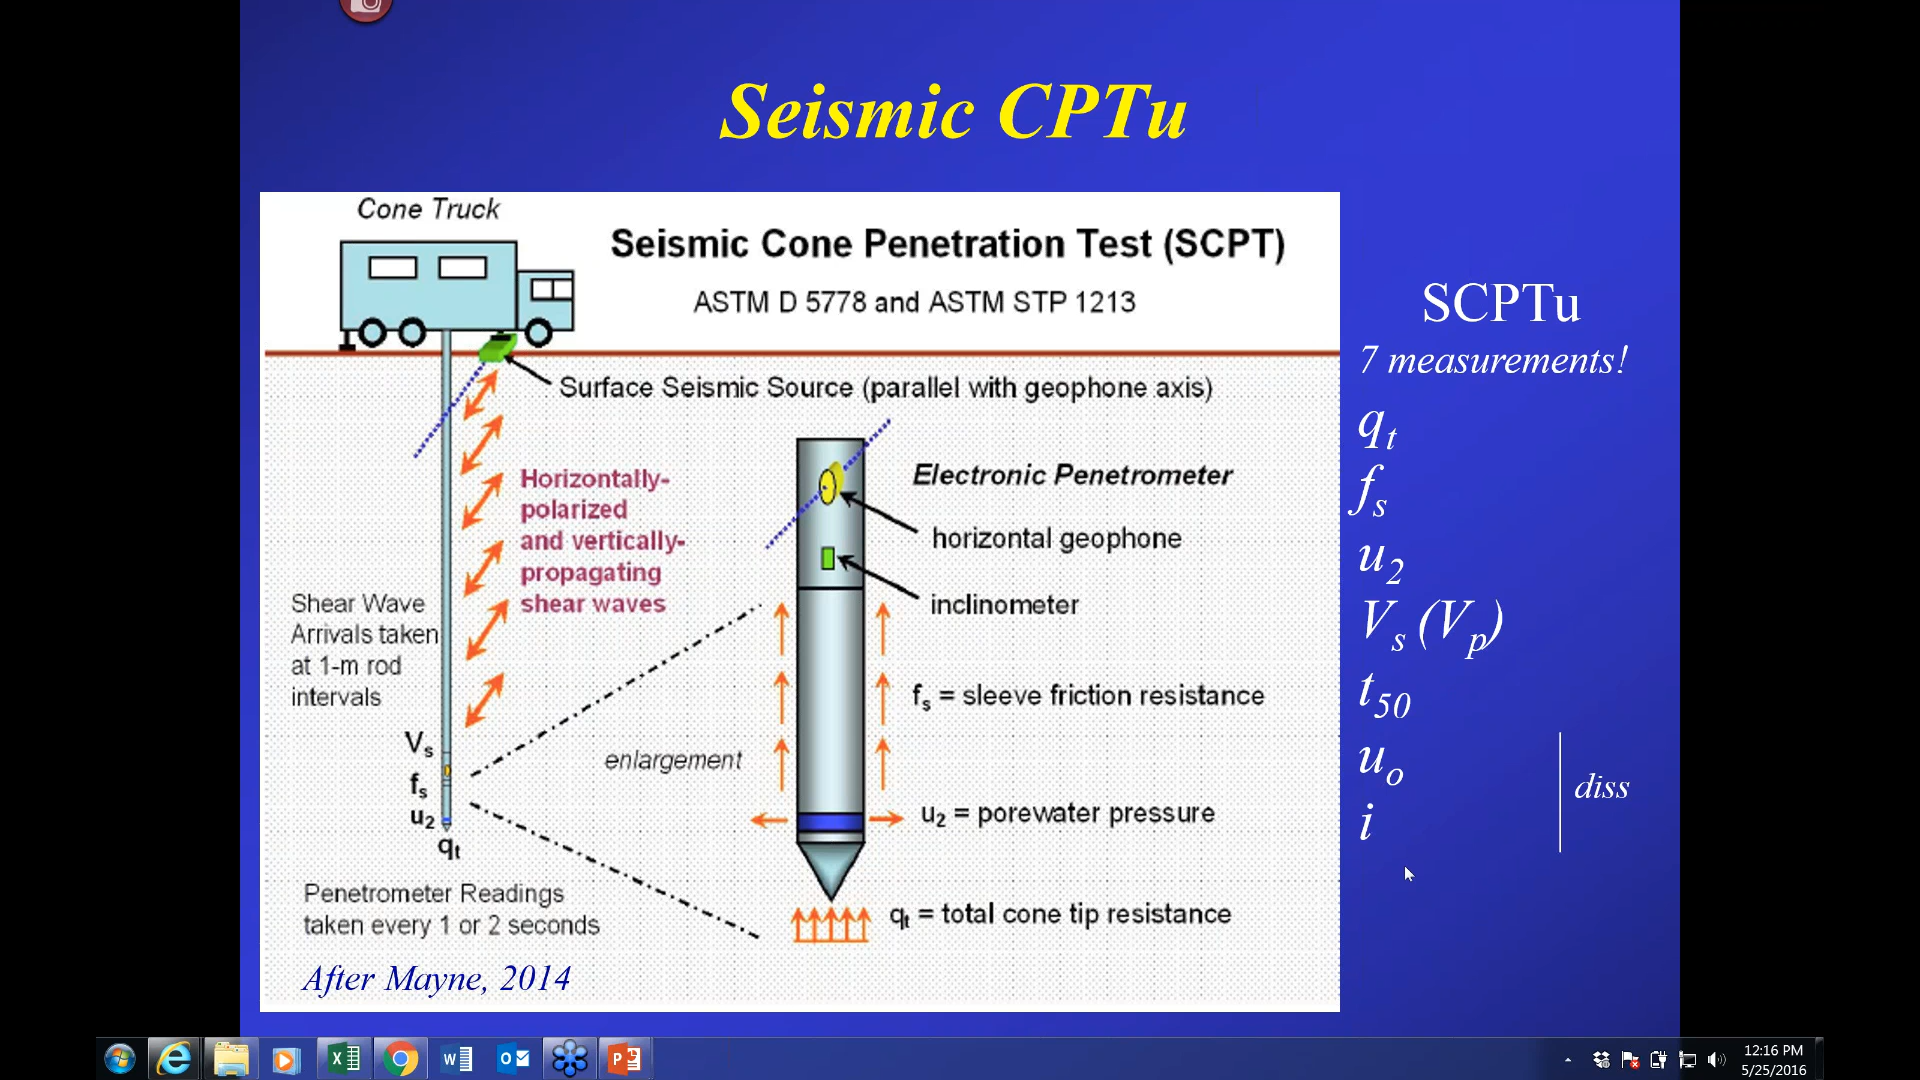 Seismic CPTu
Cone Truck
Seismic Cone Penetration Test (SCPT)
ASTM D 5778 and ASTM STP 1213
Surface Seismic Source (parallel with geophone axis)
Electronic Penetrometer
horizontal geophone
inclinometer
Horizontally-
polarized
and vertically-
propagating
shear waves
Shear Wave
Arrivals taken
at 1-m rod
intervals
fs = sleeve friction resistance
enlargement
u2 = porewater pressure
qt = total cone tip resistance
Vs
fs
u2
qt
Penetrometer Readings
taken every 1 or 2 seconds
After Mayne, 2014
SCPTu
7 measurements!
qt
fs
u2
Vs (Vp)
t50
uo
i
diss
12:16 PM
5/25/2016